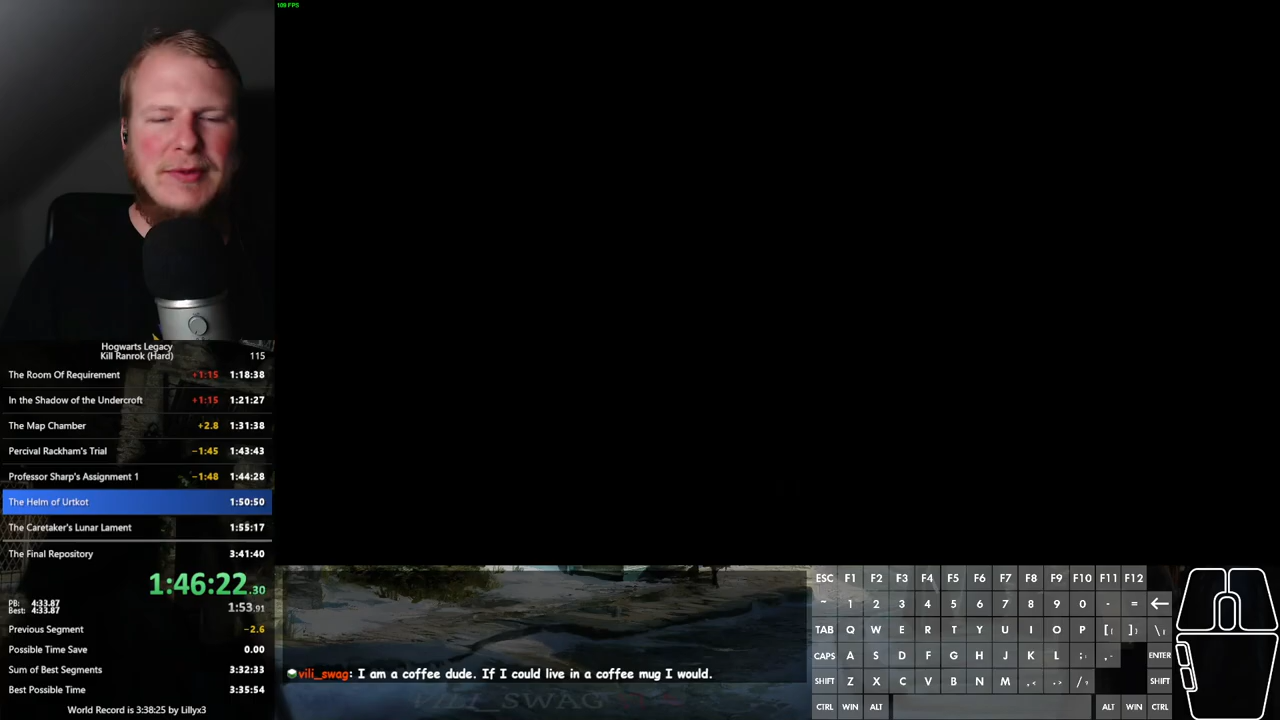 109 FPS
Hogwarts Legacy
Kill Ranrok (Hard) 115
The Room Of Requirement +1:15 1:18:38
In the Shadow of the Undercroft +1:15 1:21:27
The Map Chamber +2.8 1:31:38
Percival Rackham's Trial −1:45 1:43:43
Professor Sharp's Assignment 1 −1:48 1:44:28
The Helm of Urtkot 1:50:50
The Caretaker's Lunar Lament 1:55:17
The Final Repository 3:41:40
1:46:22.30
PB: 4:33.87
Best: 4:33.87
1:53.91
Previous Segment −2.6
Possible Time Save 0.00
Sum of Best Segments 3:32:33
Best Possible Time 3:35:54
World Record is 3:38:25 by Lillyx3
vili_swag: I am a coffee dude. If I could live in a coffee mug I would.
VILI_SWAG
ESC F1 F2 F3 F4 F5 F6 F7 F8 F9 F10 F11 F12
~ 1 2 3 4 5 6 7 8 9 0 - =
TAB Q W E R T Y U I O P [{ ]} \|
CAPS A S D F G H J K L ;: ENTER
SHIFT Z X C V B N M ,< .> /? SHIFT
CTRL WIN ALT ALT WIN CTRL